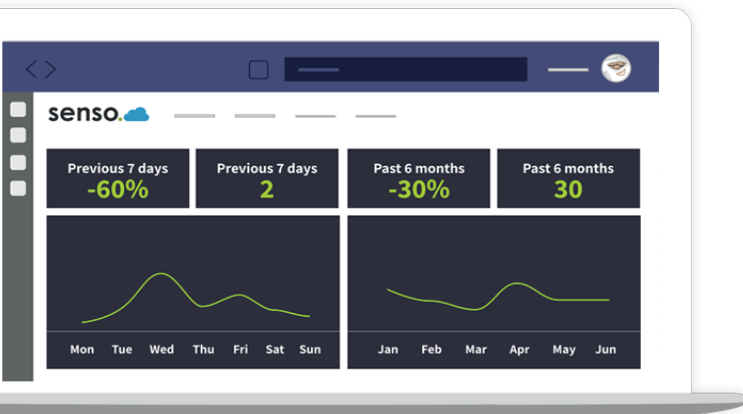 senso.
Previous 7 days
-60%
Previous 7 days
2
Past 6 months
-30%
Past 6 months
30
Mon Tue Wed Thu Fri Sat Sun
Jan Feb Mar Apr May Jun